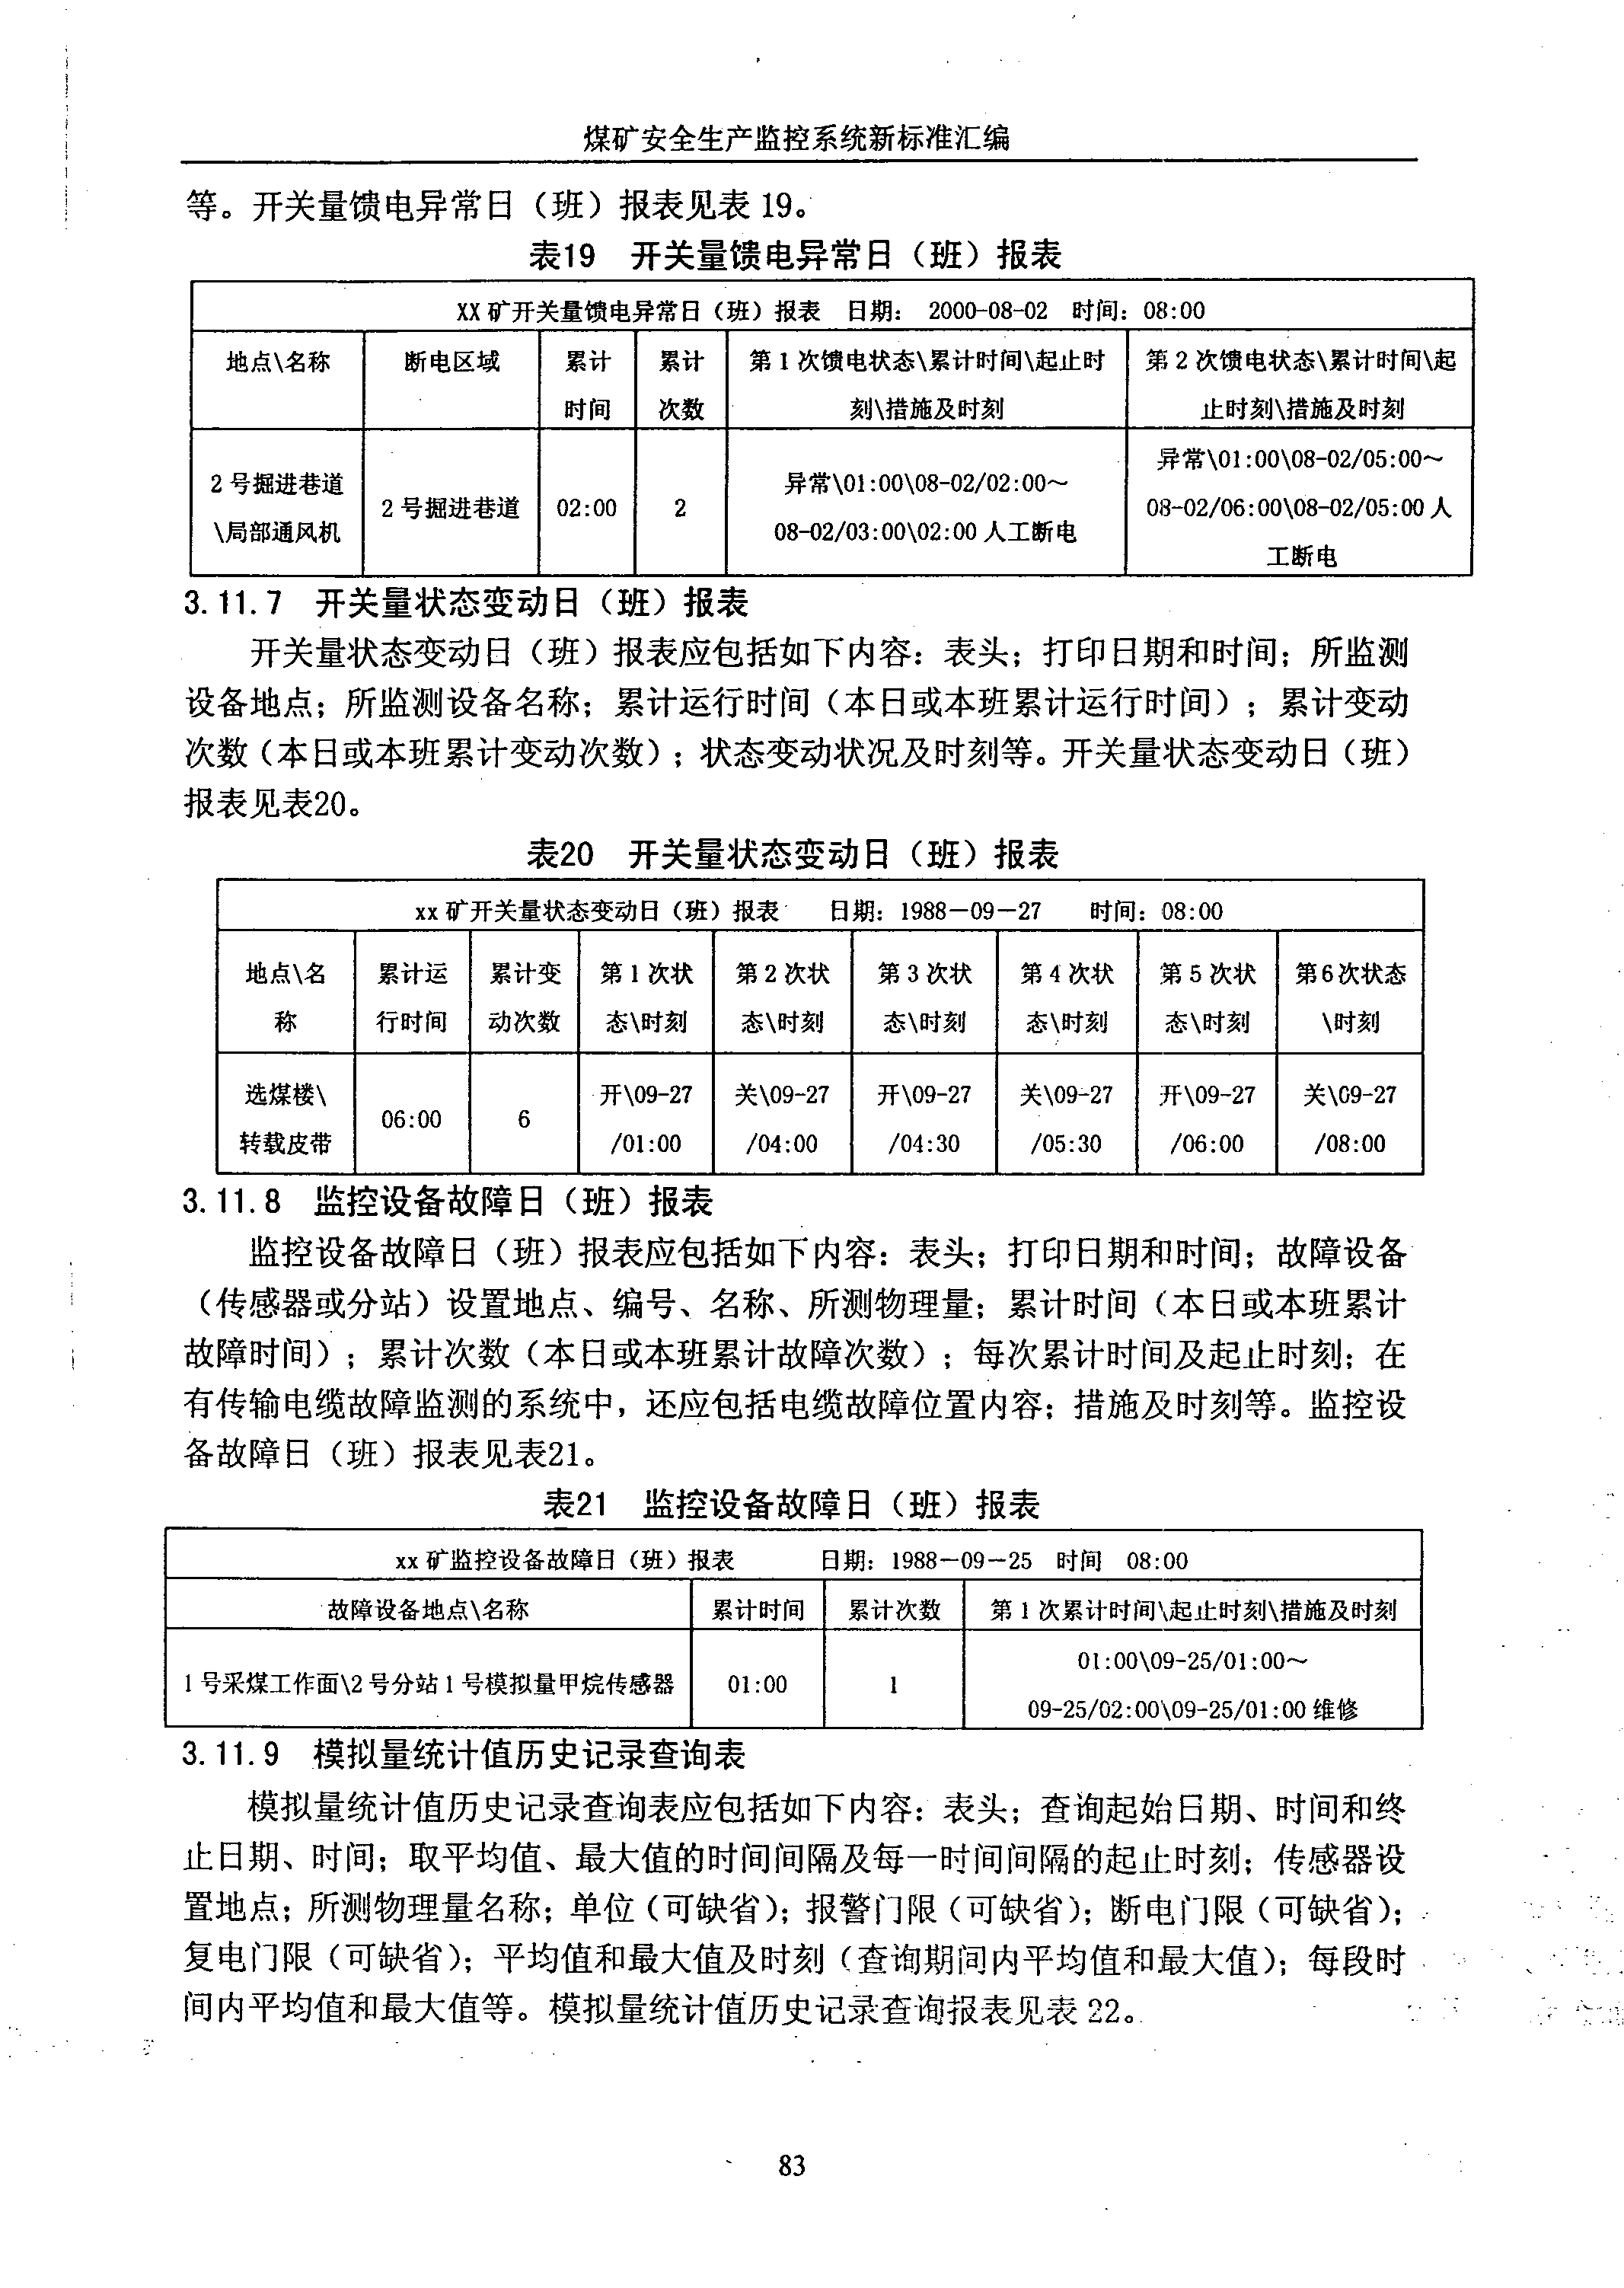 煤矿安全生产监控系统新标准汇编
等。开关量馈电异常日（班）报表见表 19。
表19　开关量馈电异常日（班）报表
XX 矿开关量馈电异常日（班）报表　日期： 2000-08-02　时间：08:00
地点\名称　断电区域　累计　累计　第 1 次馈电状态\累计时间\起止时　第 2 次馈电状态\累计时间\起
时间　次数　刻\措施及时刻　止时刻\措施及时刻
异常\01:00\08-02/05:00～
2 号掘进巷道　异常\01:00\08-02/02:00～
2 号掘进巷道　02:00　2　08-02/06:00\08-02/05:00 人
\局部通风机　08-02/03:00\02:00 人工断电
工断电
3.11.7　开关量状态变动日（班）报表
开关量状态变动日（班）报表应包括如下内容：表头；打印日期和时间；所监测
设备地点；所监测设备名称；累计运行时间（本日或本班累计运行时间）；累计变动
次数（本日或本班累计变动次数）；状态变动状况及时刻等。开关量状态变动日（班）
报表见表20。
表20　开关量状态变动日（班）报表
xx 矿开关量状态变动日（班）报表　日期：1988－09－27　时间：08:00
地点\名　累计运　累计变　第 1 次状　第 2 次状　第 3 次状　第 4 次状　第 5 次状　第6次状态
称　行时间　动次数　态\时刻　态\时刻　态\时刻　态\时刻　态\时刻　\时刻
选煤楼\　开\09-27　关\09-27　开\09-27　关\09-27　开\09-27　关\09-27
06:00　6
转载皮带　/01:00　/04:00　/04:30　/05:30　/06:00　/08:00
3.11.8　监控设备故障日（班）报表
监控设备故障日（班）报表应包括如下内容：表头；打印日期和时间；故障设备
（传感器或分站）设置地点、编号、名称、所测物理量；累计时间（本日或本班累计
故障时间）；累计次数（本日或本班累计故障次数）；每次累计时间及起止时刻；在
有传输电缆故障监测的系统中，还应包括电缆故障位置内容；措施及时刻等。监控设
备故障日（班）报表见表21。
表21　监控设备故障日（班）报表
xx 矿监控设备故障日（班）报表　日期：1988－09－25　时间　08:00
故障设备地点\名称　累计时间　累计次数　第 1 次累计时间\起止时刻\措施及时刻
01:00\09-25/01:00～
1 号采煤工作面\2 号分站 1 号模拟量甲烷传感器　01:00　1
09-25/02:00\09-25/01:00 维修
3.11.9　模拟量统计值历史记录查询表
模拟量统计值历史记录查询表应包括如下内容：表头；查询起始日期、时间和终
止日期、时间；取平均值、最大值的时间间隔及每一时间间隔的起止时刻；传感器设
置地点；所测物理量名称；单位（可缺省）；报警门限（可缺省）；断电门限（可缺省）；
复电门限（可缺省）；平均值和最大值及时刻（查询期间内平均值和最大值）；每段时
间内平均值和最大值等。模拟量统计值历史记录查询报表见表 22。
83